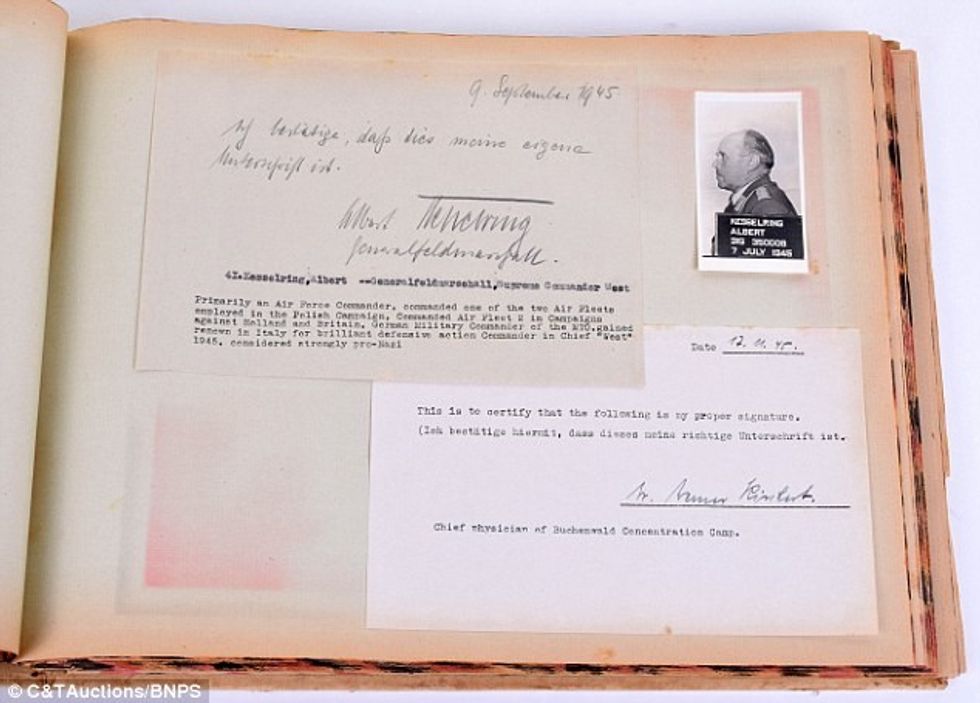 9. September 1945
Ich bestätige, daß dies meine eigene
Unterschrift ist.
Albert Kesselring
Generalfeldmarschall.
41.Kesselring,Albert --Generalfeldmarschall,Supreme Commander West
Primarily an Air Force Commander, commanded one of the two Air Fleets
employed in the Polish Campaign, Commanded Air Fleet 2 in Campaigns
against Holland and Britain, German Military Commander of the MTO,gained
renown in Italy for brilliant defensive action Commander in Chief "West"
1945, considered strongly pro-Nazi
KESSELRING
ALBERT
31G 350008
7 JULY 1945
Date 12.11.45.
This is to certify that the following is my proper signature.
(Ich bestätige hiermit, dass dieses meine richtige Unterschrift ist.
Dr.
Chief Physician of Buchenwald Concentration Camp.
© C&TAuctions/BNPS